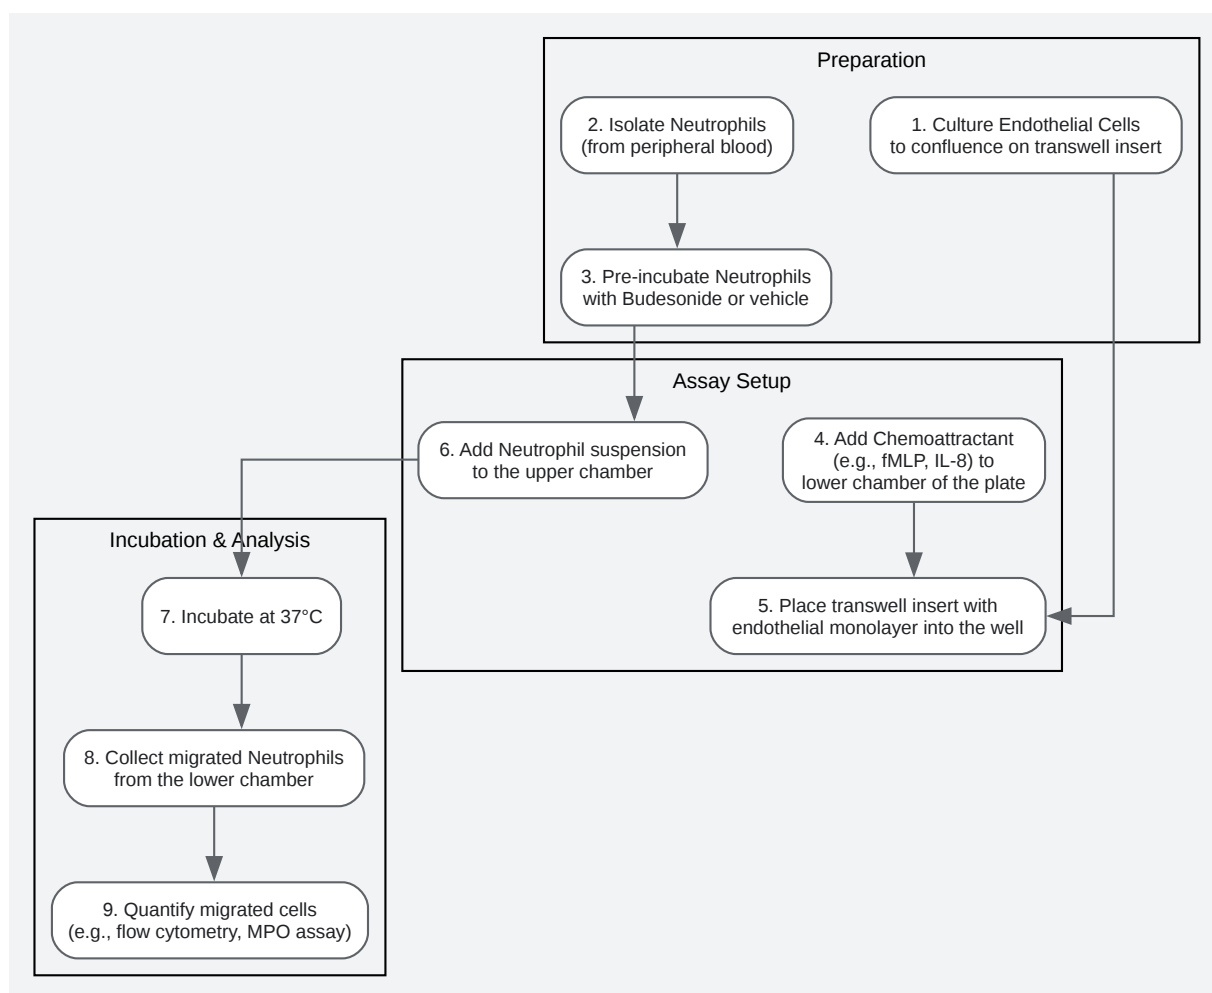 Preparation
2. Isolate Neutrophils
(from peripheral blood)
1. Culture Endothelial Cells
to confluence on transwell insert
3. Pre-incubate Neutrophils
with Budesonide or vehicle
Assay Setup
6. Add Neutrophil suspension
to the upper chamber
4. Add Chemoattractant
(e.g., fMLP, IL-8) to
lower chamber of the plate
5. Place transwell insert with
endothelial monolayer into the well
Incubation & Analysis
7. Incubate at 37°C
8. Collect migrated Neutrophils
from the lower chamber
9. Quantify migrated cells
(e.g., flow cytometry, MPO assay)